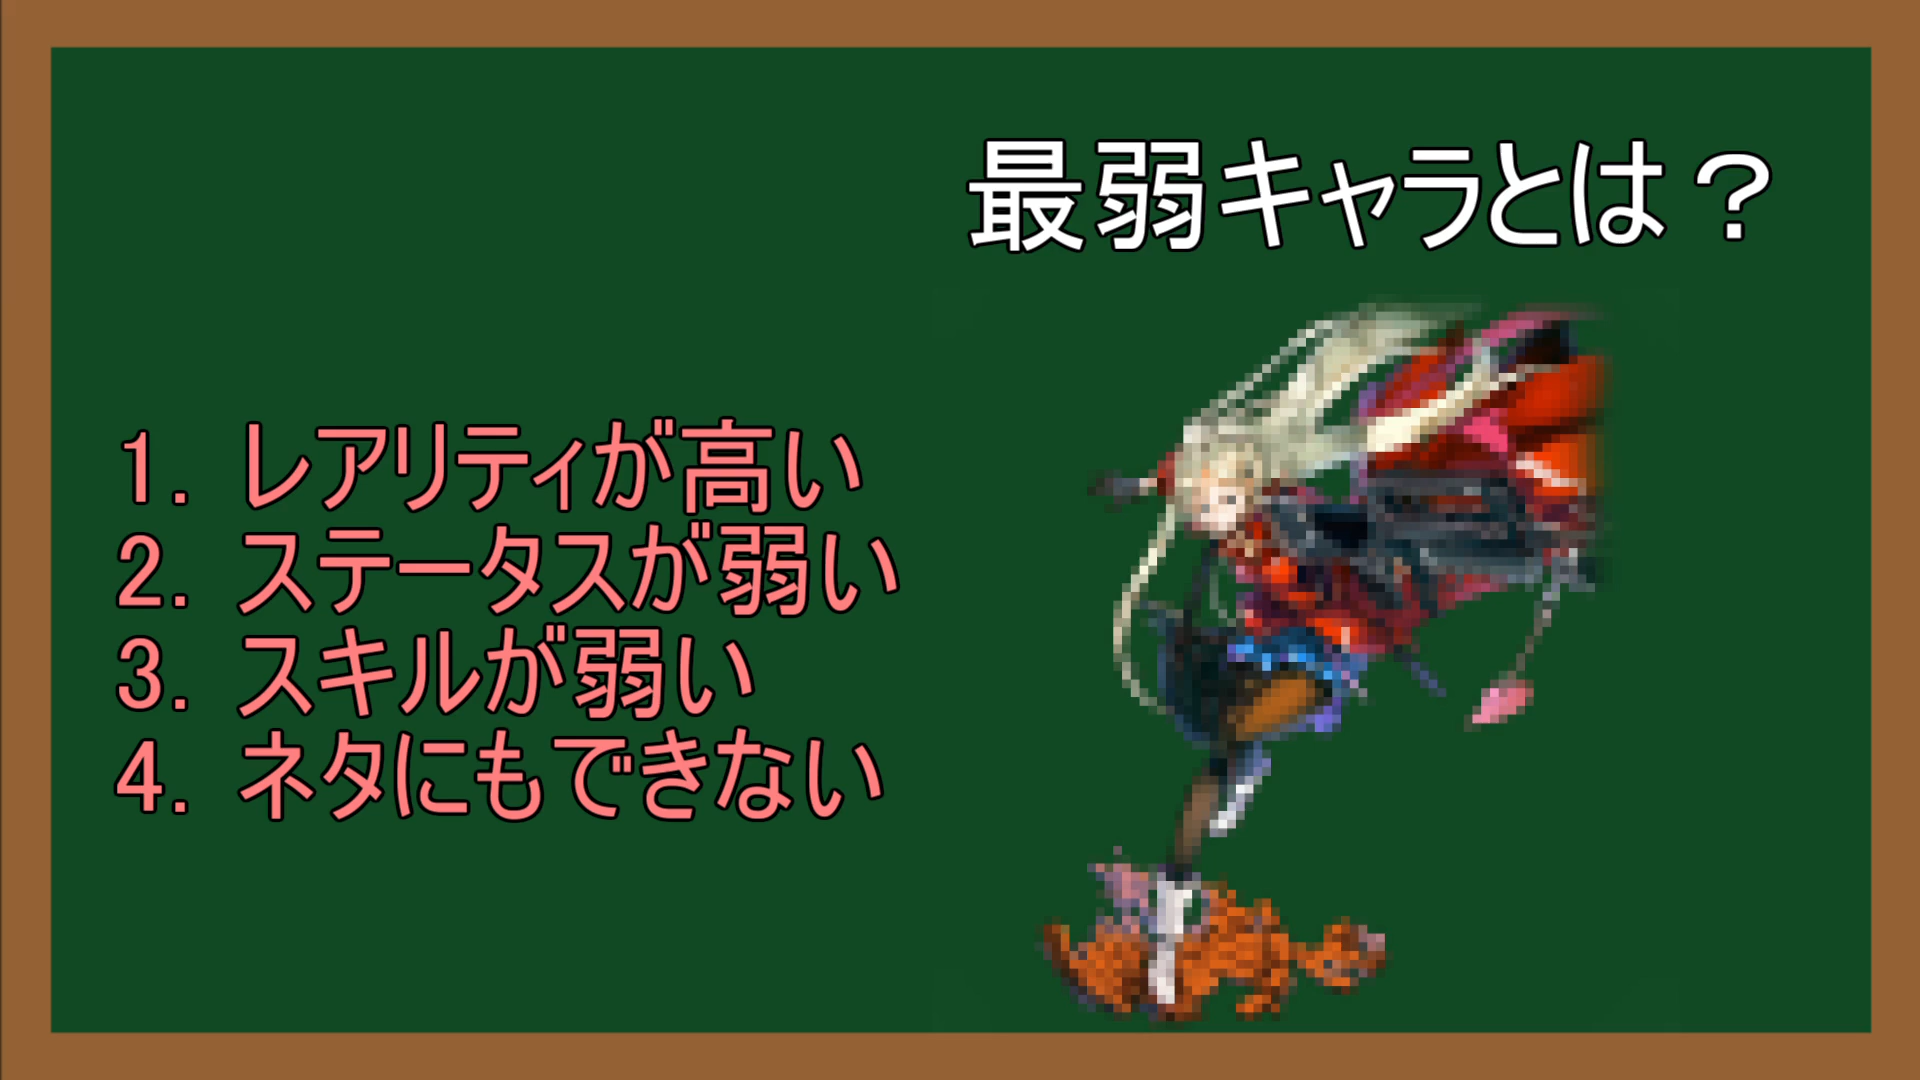 最弱キャラとは？
1. レアリティが高い
2. ステータスが弱い
3. スキルが弱い
4. ネタにもできない